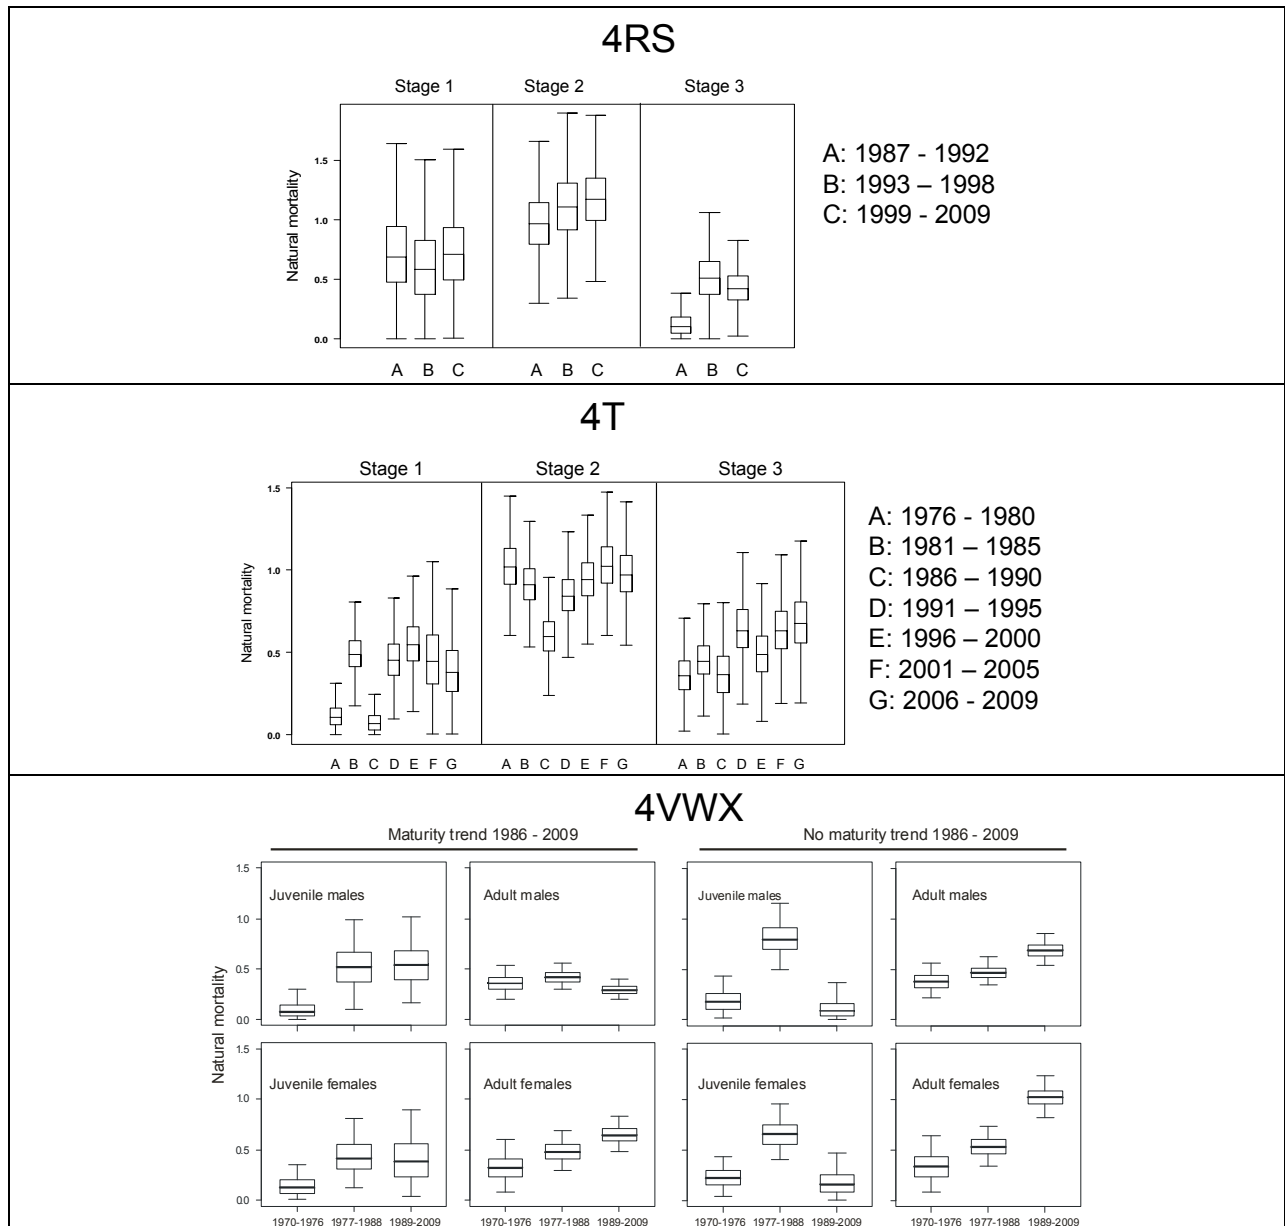 4RS
Stage 1 Stage 2 Stage 3
Natural mortality
1.5
1.0
0.5
0.0
A B C A B C A B C
A: 1987 - 1992
B: 1993 – 1998
C: 1999 - 2009
4T
Stage 1 Stage 2 Stage 3
Natural mortality
1.5
1.0
0.5
0.0
A B C D E F G A B C D E F G A B C D E F G
A: 1976 - 1980
B: 1981 – 1985
C: 1986 – 1990
D: 1991 – 1995
E: 1996 – 2000
F: 2001 – 2005
G: 2006 - 2009
4VWX
Maturity trend 1986 - 2009 No maturity trend 1986 - 2009
Natural mortality
1.5
1.0
0.5
0.0
Juvenile males Adult males Juvenile males Adult males
1.5
1.0
0.5
0.0
Juvenile females Adult females Juvenile females Adult females
1970-1976 1977-1988 1989-2009 1970-1976 1977-1988 1989-2009 1970-1976 1977-1988 1989-2009 1970-1976 1977-1988 1989-2009